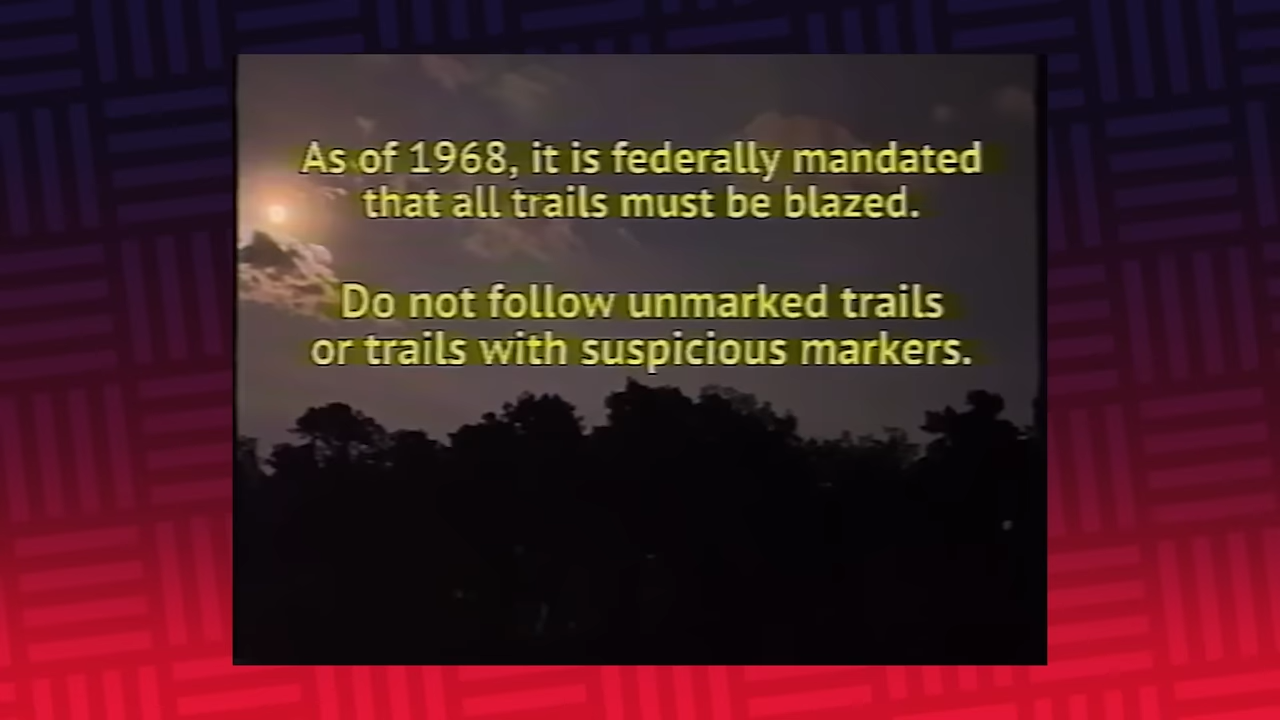 As of 1968, it is federally mandated
that all trails must be blazed.
Do not follow unmarked trails
or trails with suspicious markers.